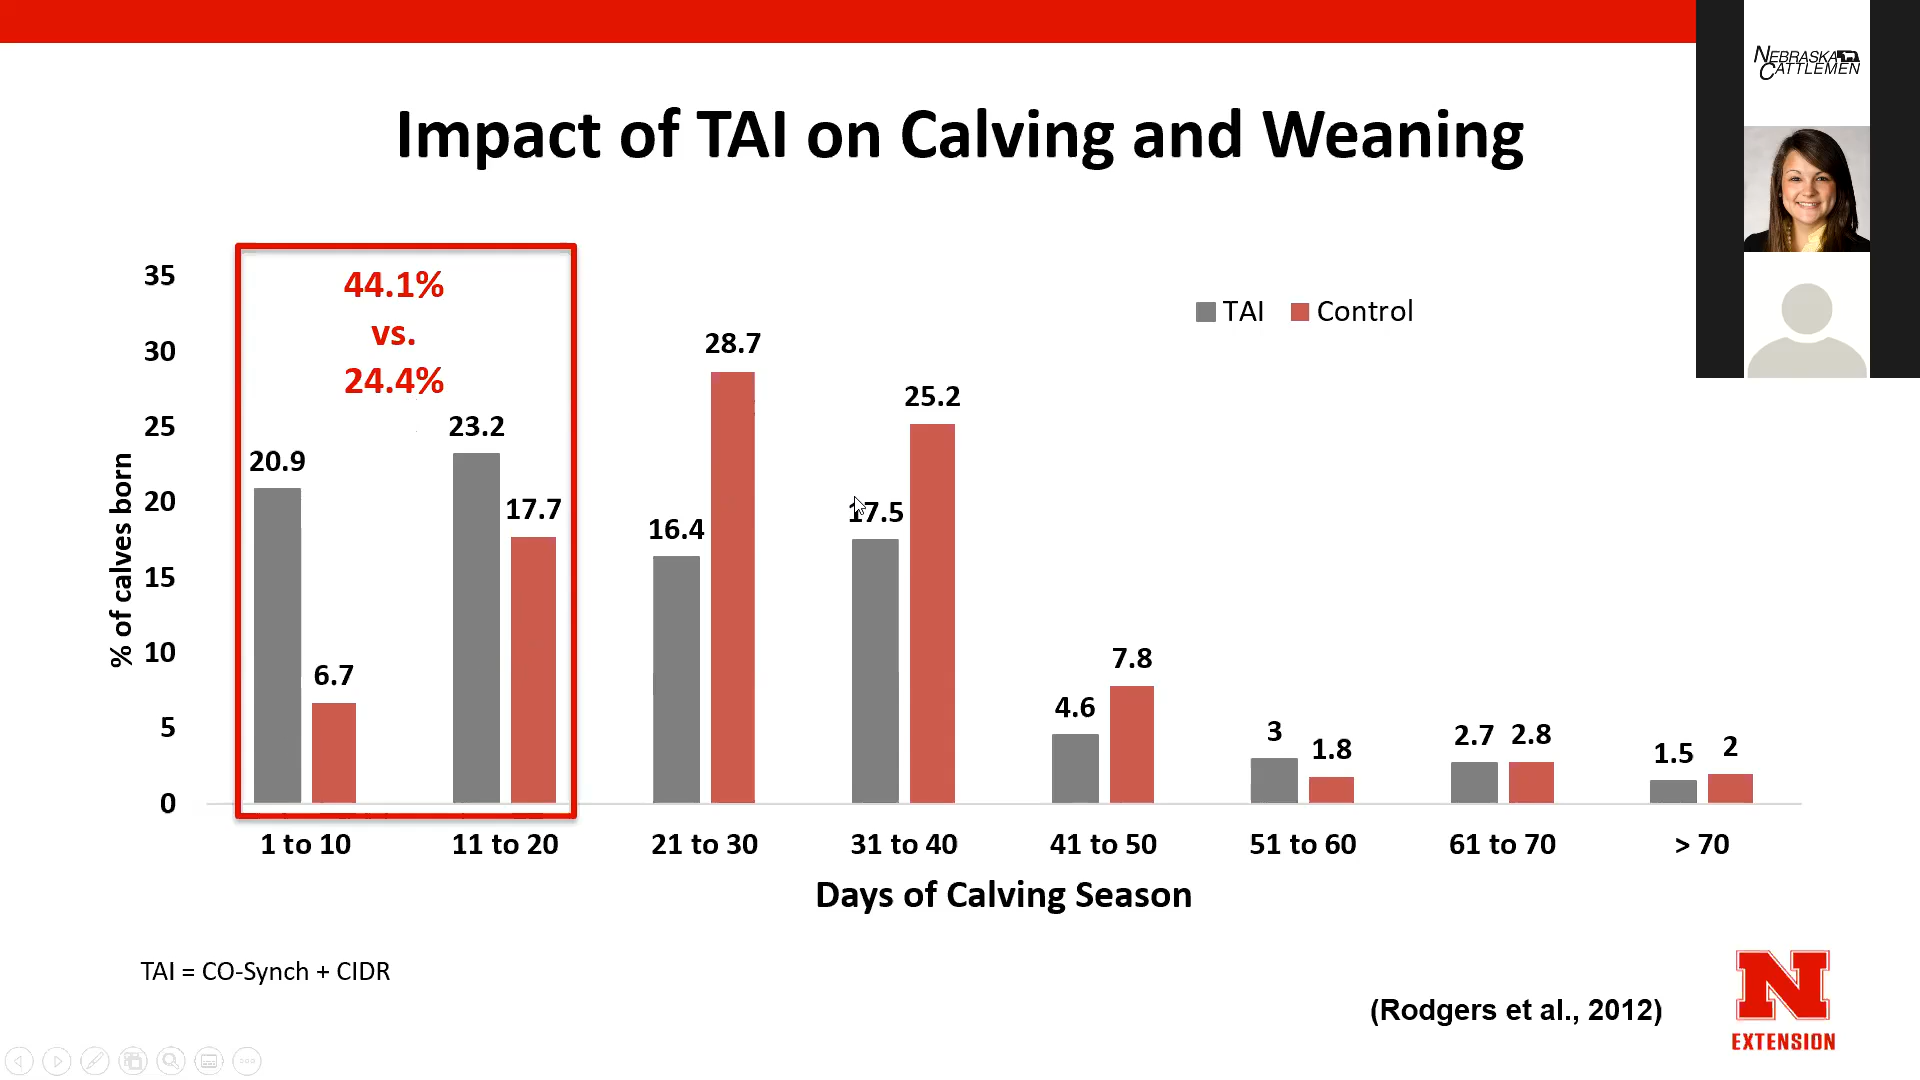 NEBRASKA
CATTLEMEN
Impact of TAI on Calving and Weaning
44.1%
vs.
24.4%
TAI Control
% of calves born
35
30
25
20
15
10
5
0
20.9
6.7
23.2
17.7
16.4
28.7
17.5
25.2
4.6
7.8
3
1.8
2.7
2.8
1.5
2
1 to 10 11 to 20 21 to 30 31 to 40 41 to 50 51 to 60 61 to 70 > 70
Days of Calving Season
TAI = CO-Synch + CIDR
(Rodgers et al., 2012)
N
EXTENSION